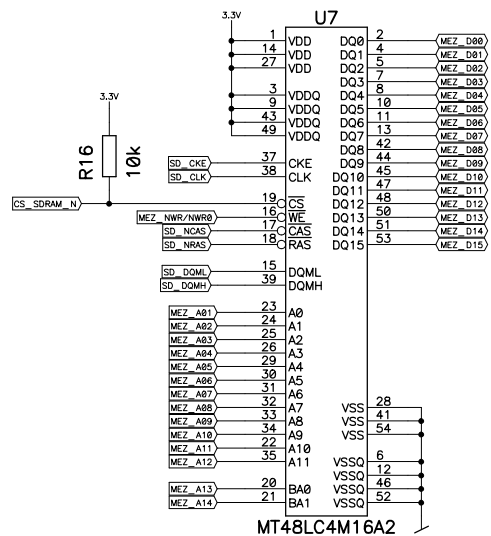 U7
3.3V
1 VDD DQ0 2 MEZ_D00
14 VDD DQ1 4 MEZ_D01
27 VDD DQ2 5 MEZ_D02
DQ3 7 MEZ_D03
3 VDDQ DQ4 8 MEZ_D04
9 VDDQ DQ5 10 MEZ_D05
43 VDDQ DQ6 11 MEZ_D06
49 VDDQ DQ7 13 MEZ_D07
DQ8 42 MEZ_D08
3.3V
R16
10k
SD_CKE 37 CKE DQ9 44 MEZ_D09
SD_CLK 38 CLK DQ10 45 MEZ_D10
DQ11 47 MEZ_D11
CS_SDRAM_N 19 CS DQ12 48 MEZ_D12
MEZ_NWR/NWR0 16 WE DQ13 50 MEZ_D13
SD_NCAS 17 CAS DQ14 51 MEZ_D14
SD_NRAS 18 RAS DQ15 53 MEZ_D15
SD_DQML 15 DQML
SD_DQMH 39 DQMH
MEZ_A01 23 A0
MEZ_A02 24 A1
MEZ_A03 25 A2
MEZ_A04 26 A3
MEZ_A05 29 A4
MEZ_A06 30 A5
MEZ_A07 31 A6
MEZ_A08 32 A7 VSS 28
MEZ_A09 33 A8 VSS 41
MEZ_A10 34 A9 VSS 54
MEZ_A11 22 A10
MEZ_A12 35 A11 VSSQ 6
VSSQ 12
MEZ_A13 20 BA0 VSSQ 46
MEZ_A14 21 BA1 VSSQ 52
MT48LC4M16A2